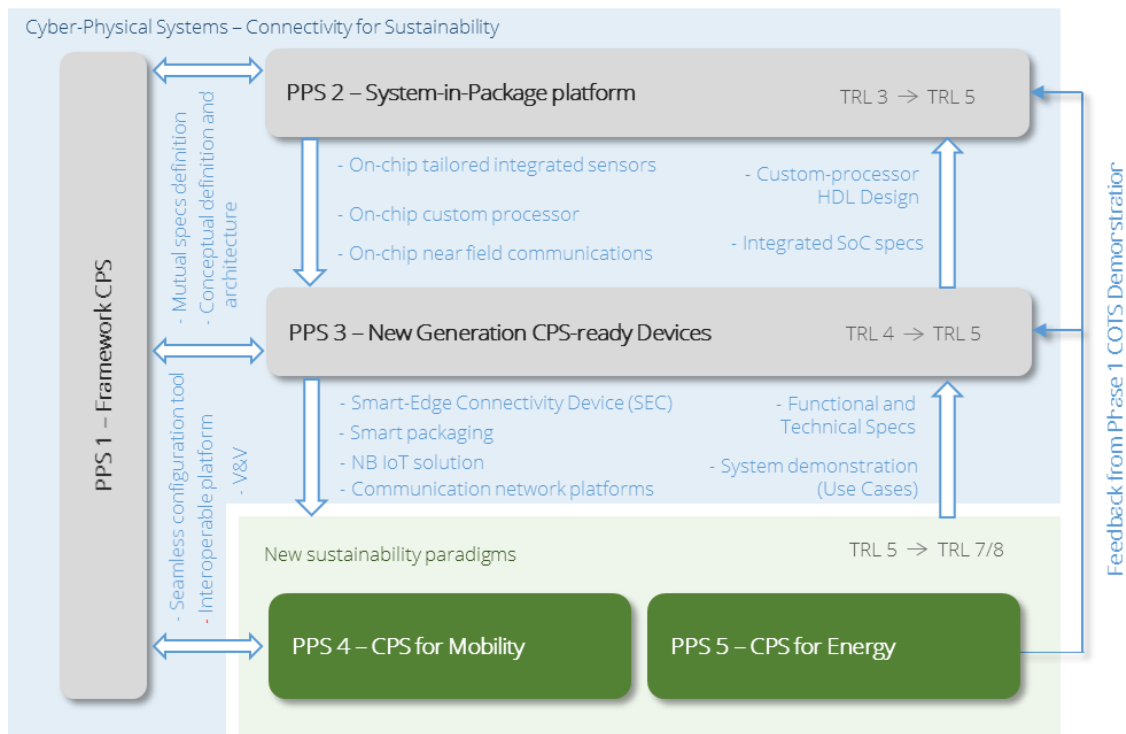 Cyber-Physical Systems – Connectivity for Sustainability
PPS 1 – Framework CPS
- Mutual specs definition
- Conceptual definition and
architecture
- Seamless configuration tool
- Interoperable platform
- V&V
PPS 2 – System-in-Package platform
TRL 3 → TRL 5
- On-chip tailored integrated sensors
- On-chip custom processor
- On-chip near field communications
- Custom-processor
HDL Design
- Integrated SoC specs
PPS 3 – New Generation CPS-ready Devices
TRL 4 → TRL 5
- Smart-Edge Connectivity Device (SEC)
- Smart packaging
- NB IoT solution
- Communication network platforms
- Functional and
Technical Specs
- System demonstration
(Use Cases)
New sustainability paradigms
TRL 5 → TRL 7/8
PPS 4 – CPS for Mobility
PPS 5 – CPS for Energy
Feedback from Phase 1 COTS Demonstration